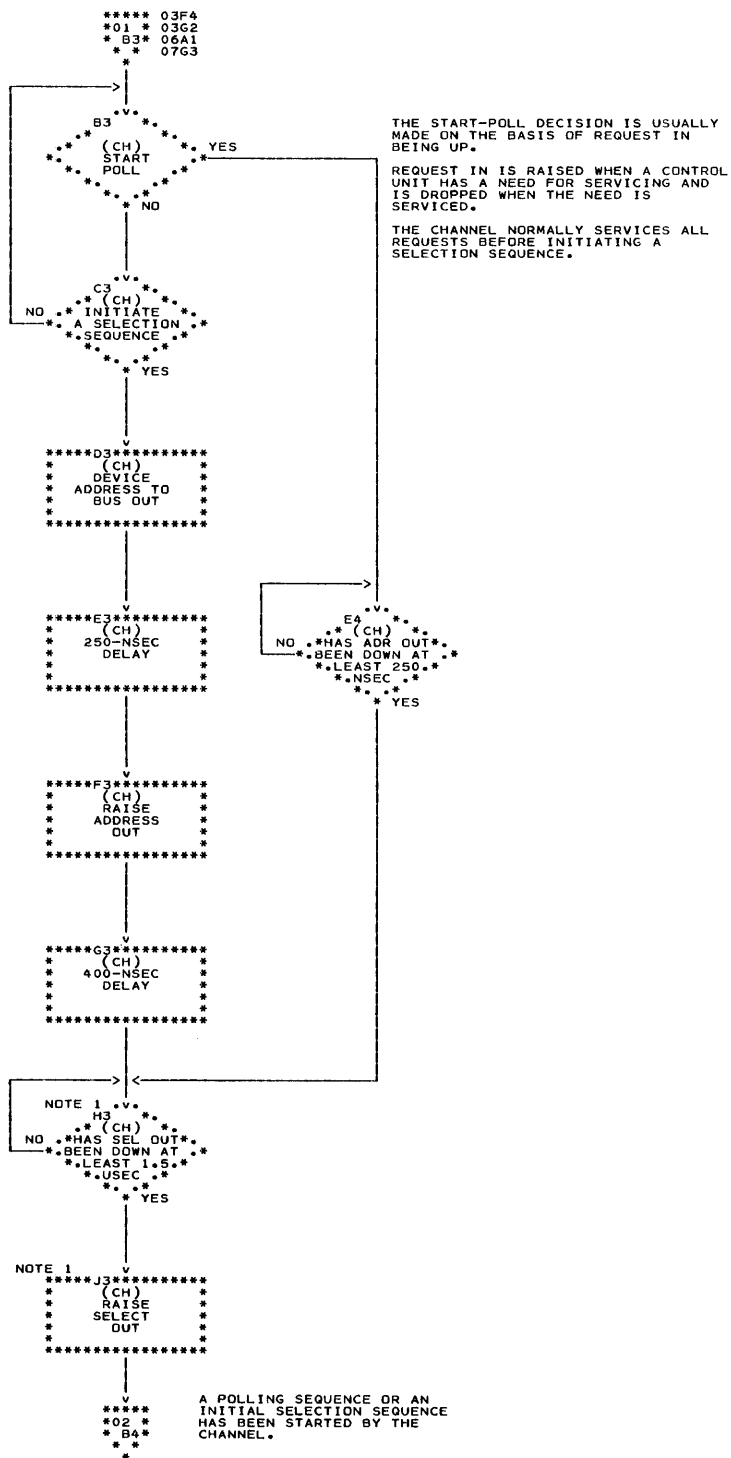 ***** 03F4
*01 * 03G2
* B3* 06A1
* * 07G3
*
B3
(CH)
START
POLL
YES
NO
THE START-POLL DECISION IS USUALLY
MADE ON THE BASIS OF REQUEST IN
BEING UP.
REQUEST IN IS RAISED WHEN A CONTROL
UNIT HAS A NEED FOR SERVICING AND
IS DROPPED WHEN THE NEED IS
SERVICED.
THE CHANNEL NORMALLY SERVICES ALL
REQUESTS BEFORE INITIATING A
SELECTION SEQUENCE.
C3
(CH)
INITIATE
A SELECTION
SEQUENCE
NO
YES
D3
(CH)
DEVICE
ADDRESS TO
BUS OUT
E3
(CH)
250-NSEC
DELAY
E4
(CH)
HAS ADR OUT
BEEN DOWN AT
LEAST 250
NSEC
NO
YES
F3
(CH)
RAISE
ADDRESS
OUT
G3
(CH)
400-NSEC
DELAY
NOTE 1
H3
(CH)
HAS SEL OUT
BEEN DOWN AT
LEAST 1.5
USEC
NO
YES
NOTE 1
J3
(CH)
RAISE
SELECT
OUT
*****
*02 *
* B4*
* *
*
A POLLING SEQUENCE OR AN
INITIAL SELECTION SEQUENCE
HAS BEEN STARTED BY THE
CHANNEL.